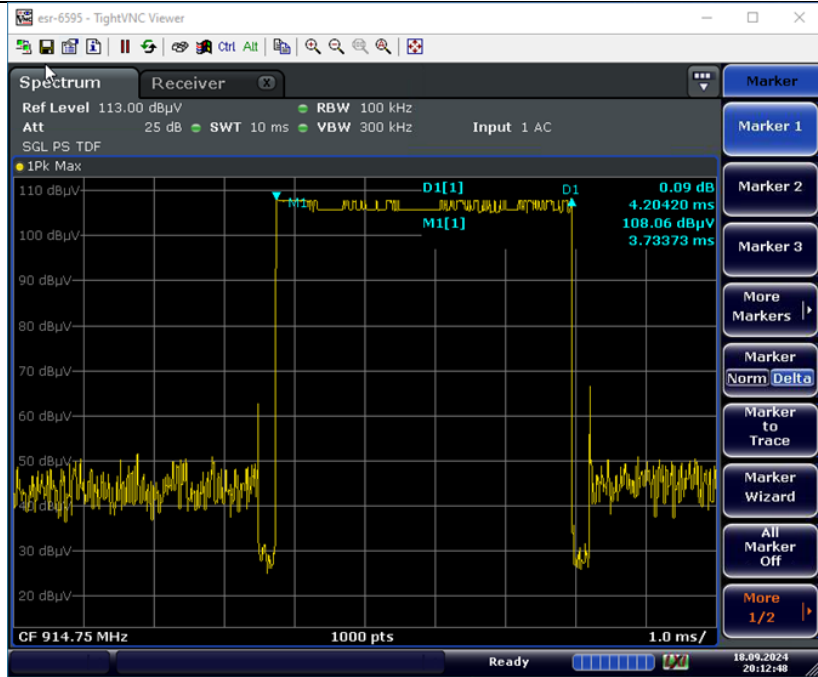 esr-6595 - TightVNC Viewer
Ctrl Alt
Spectrum Receiver Marker
Ref Level 113.00 dBµV RBW 100 kHz
Att 25 dB SWT 10 ms VBW 300 kHz Input 1 AC
SGL PS TDF
1Pk Max
Marker 1
110 dBµV
D1[1] 0.09 dB
4.20420 ms
M1[1] 108.06 dBµV
3.73373 ms
M1
D1
Marker 2
100 dBµV
Marker 3
90 dBµV
More
Markers
80 dBµV
Marker
Norm Delta
70 dBµV
Marker
to
Trace
60 dBµV
50 dBµV
Marker
Wizard
40 dBµV
All
Marker
Off
30 dBµV
20 dBµV
More
1/2
CF 914.75 MHz 1000 pts 1.0 ms/
Ready 18.09.2024
20:12:48